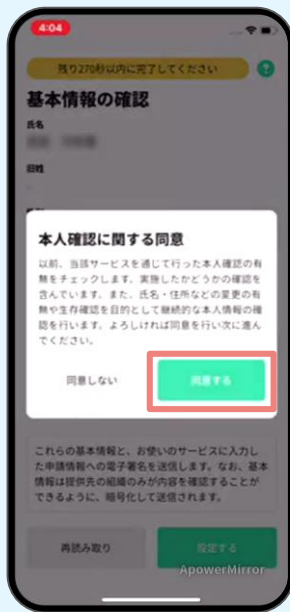 4:04
残り270秒以内に完了してください
?
基本情報の確認
氏名
旧姓
本人確認に関する同意
以前、当該サービスを通じて行った本人確認の有
無をチェックします。実施したかどうかの確認を
含んでいます。また、氏名・住所などの変更の有
無や生存確認を目的として継続的な本人情報の確
認を行います。よろしければ同意を行い次に進ん
でください。
同意しない
同意する
これらの基本情報と、お使いのサービスに入力し
た申請情報への電子署名を送信します。なお、基本
情報は提供先の組織のみが内容を確認することが
できるように、暗号化して送信されます。
再読み取り
設定する
ApowerMirror